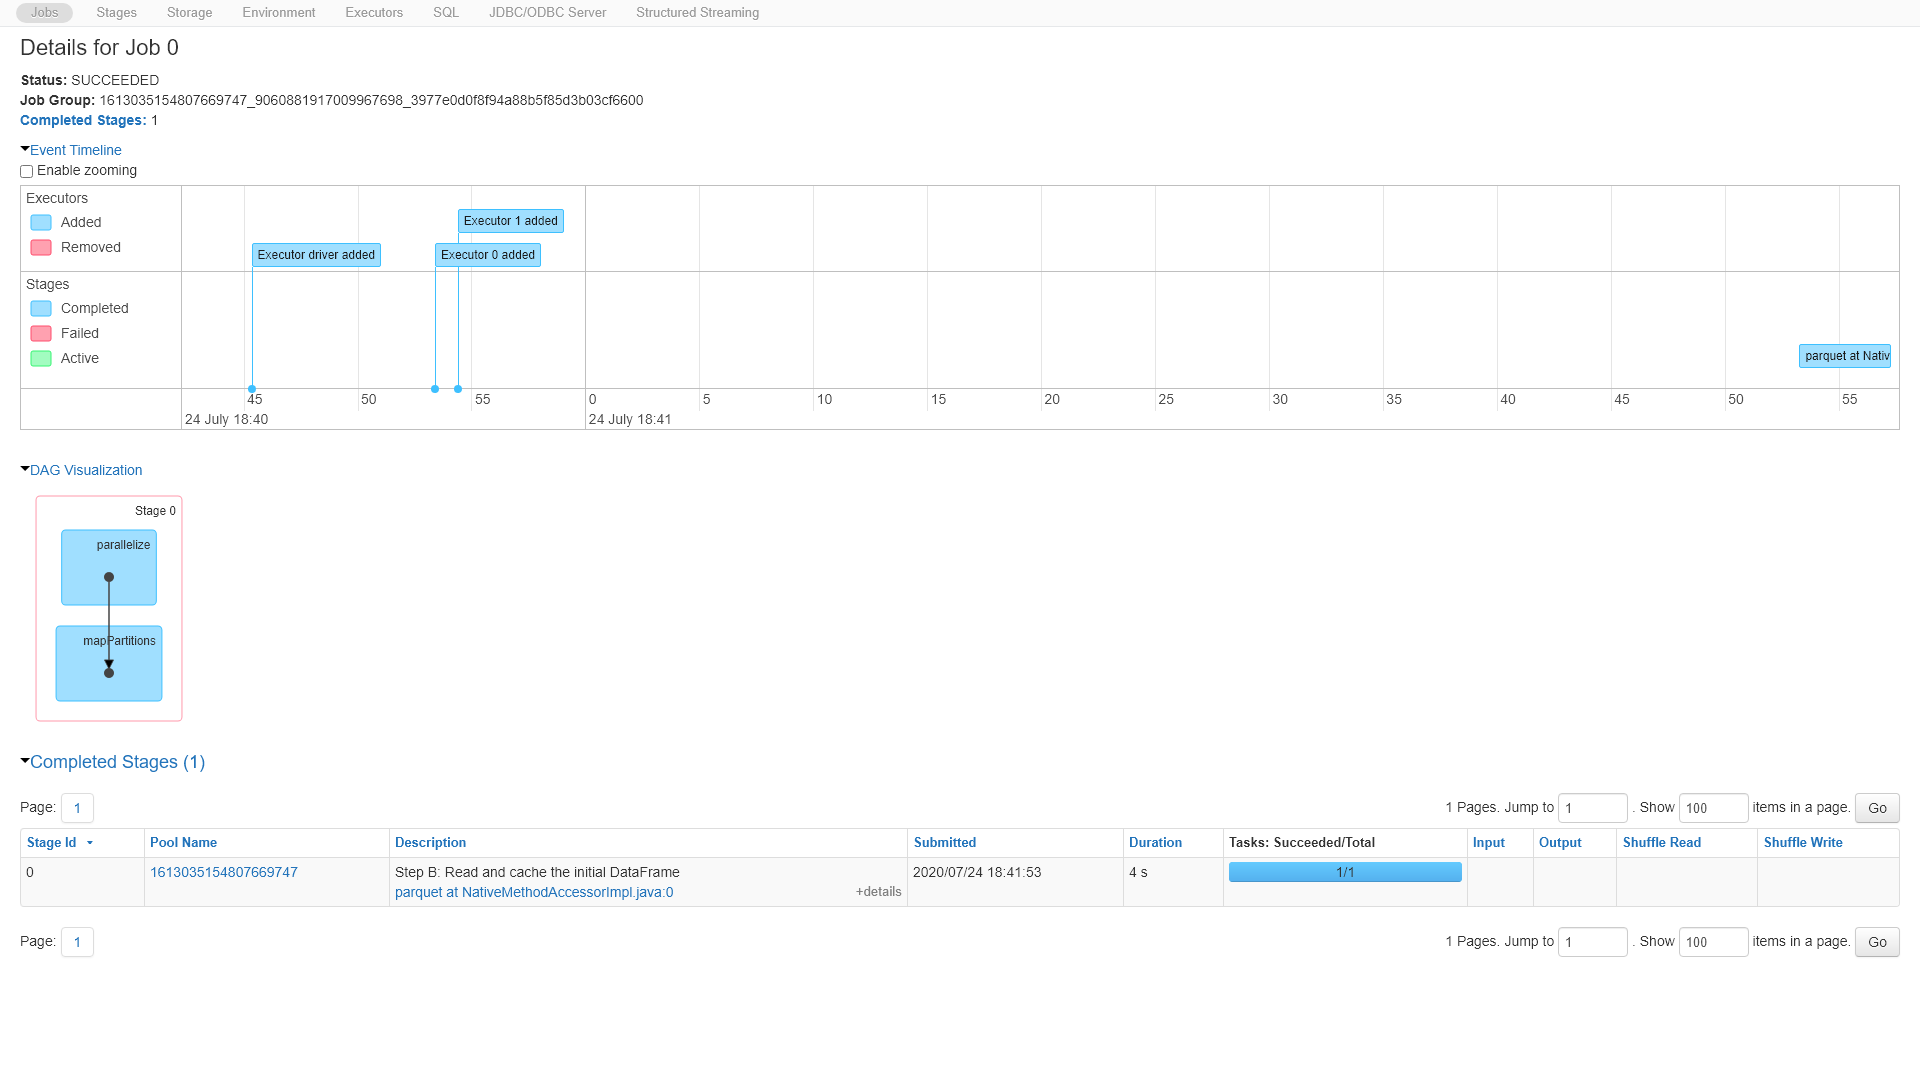 Jobs Stages Storage Environment Executors SQL JDBC/ODBC Server Structured Streaming
Details for Job 0
Status: SUCCEEDED
Job Group: 1613035154807669747_9060881917009967698_3977e0d0f8f94a88b5f85d3b03cf6600
Completed Stages: 1
Event Timeline
Enable zooming
Executors
Added
Removed
Executor 1 added
Executor driver added
Executor 0 added
Stages
Completed
Failed
Active
parquet at Nativ
45 50 55 0 5 10 15 20 25 30 35 40 45 50 55
24 July 18:40 24 July 18:41
DAG Visualization
Stage 0
parallelize
mapPartitions
Completed Stages (1)
Page: 1 1 Pages. Jump to 1 . Show 100 items in a page. Go
Stage Id Pool Name Description Submitted Duration Tasks: Succeeded/Total Input Output Shuffle Read Shuffle Write
0 1613035154807669747 Step B: Read and cache the initial DataFrame 2020/07/24 18:41:53 4 s 1/1
parquet at NativeMethodAccessorImpl.java:0 +details
Page: 1 1 Pages. Jump to 1 . Show 100 items in a page. Go